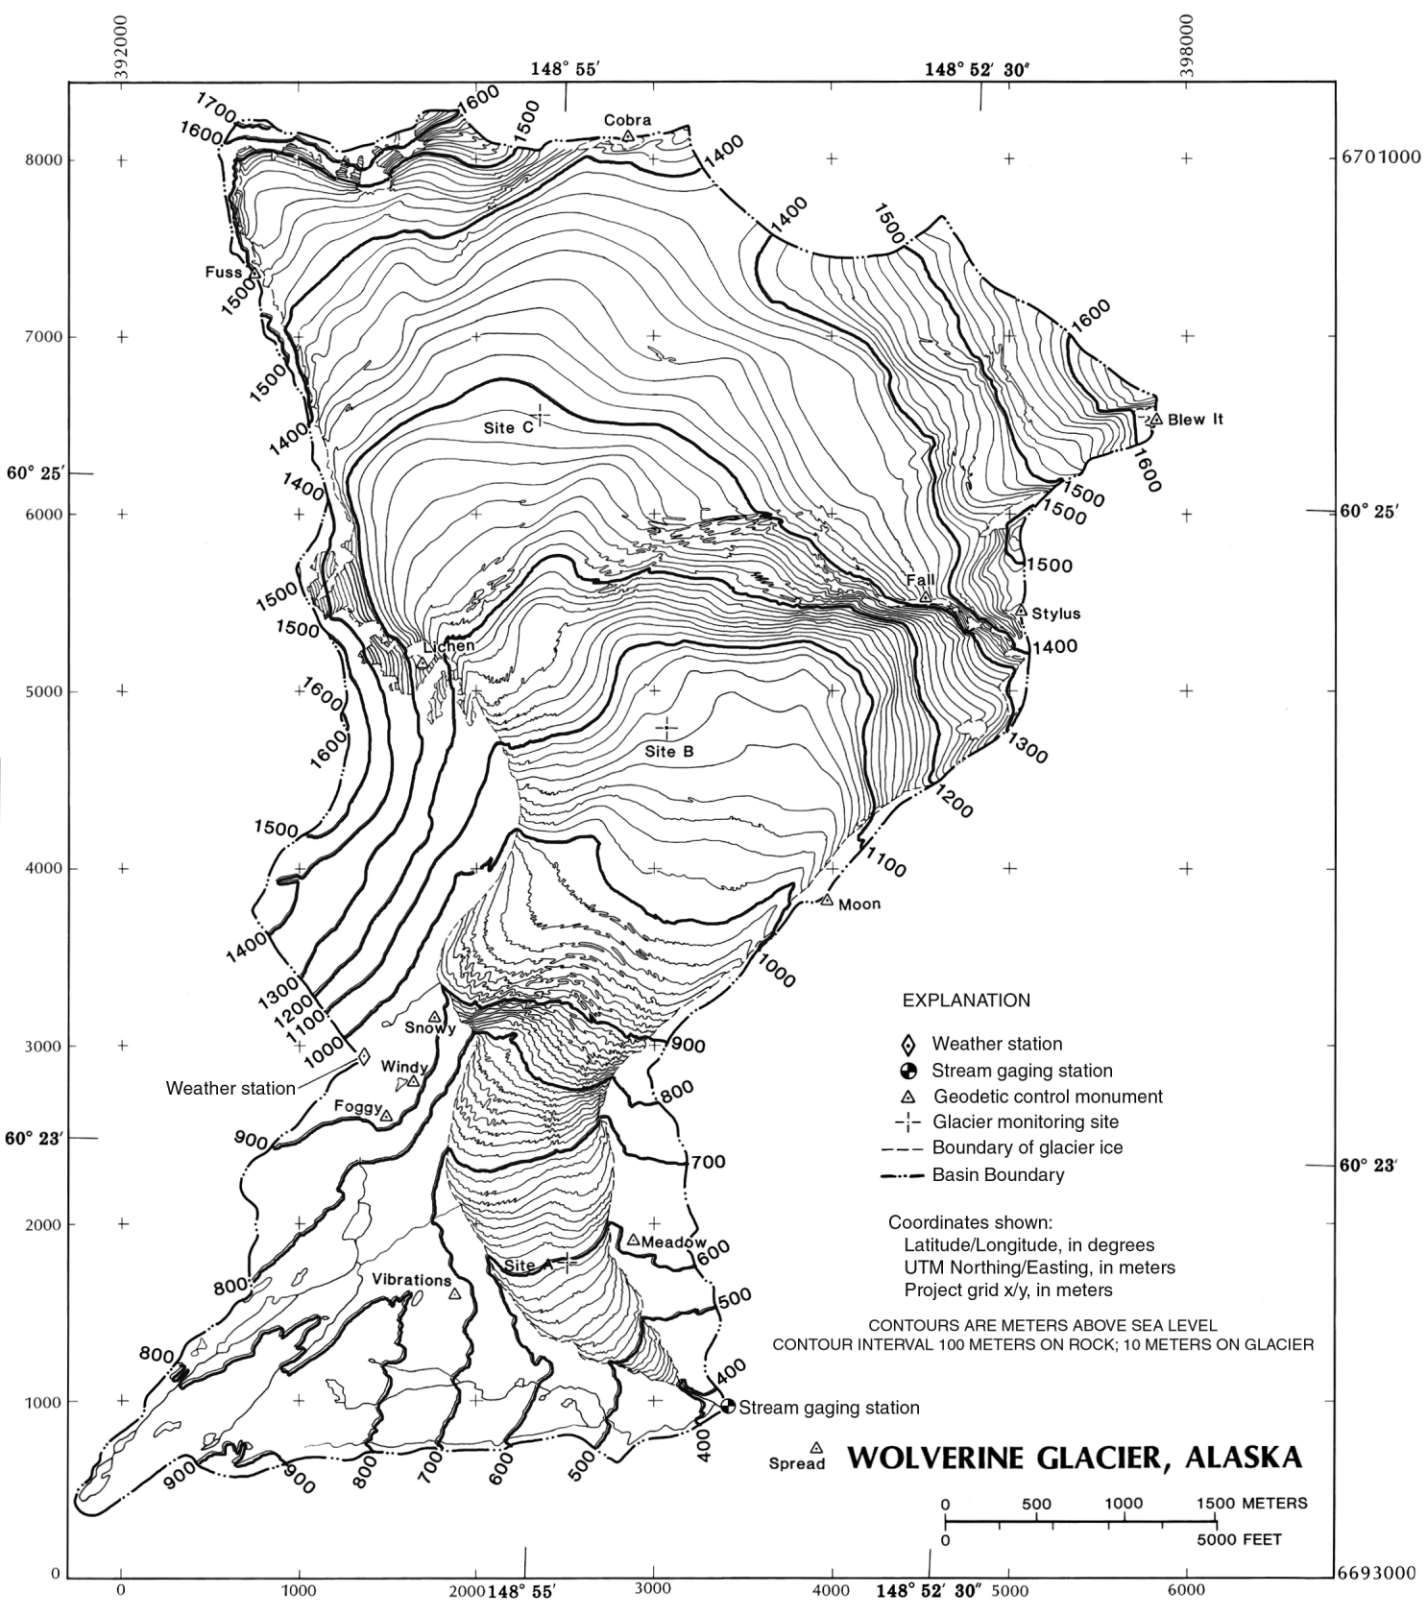 392000
398000
148° 55′
148° 52′ 30″
1700
1600
1600
1500
Cobra
1400
8000
6701000
1400
1500
Fuss
1500
1600
7000
1500
1400
Site C
Blew It
60° 25′
1400
1600
1500
1500
6000
60° 25′
1500
Fall
1500
Stylus
1500
Lichen
1400
5000
1600
1600
Site B
1300
1200
1500
1100
4000
Moon
1400
1000
1300
1200
1100
1000
EXPLANATION
Snowy
3000
900
Weather station
Windy
Stream gaging station
Weather station
800
Geodetic control monument
Foggy
Glacier monitoring site
900
60° 23′
Boundary of glacier ice
700
60° 23′
Basin Boundary
2000
Coordinates shown:
Meadow
600
Latitude/Longitude, in degrees
Site A
UTM Northing/Easting, in meters
800
Vibrations
Project grid x/y, in meters
500
CONTOURS ARE METERS ABOVE SEA LEVEL
CONTOUR INTERVAL 100 METERS ON ROCK; 10 METERS ON GLACIER
800
400
1000
Stream gaging station
400
Spread
WOLVERINE GLACIER, ALASKA
900
900
800
700
600
500
0 500 1000 1500 METERS
0 5000 FEET
0
6693000
0 1000 2000 148° 55′ 3000 4000 148° 52′ 30″ 5000 6000